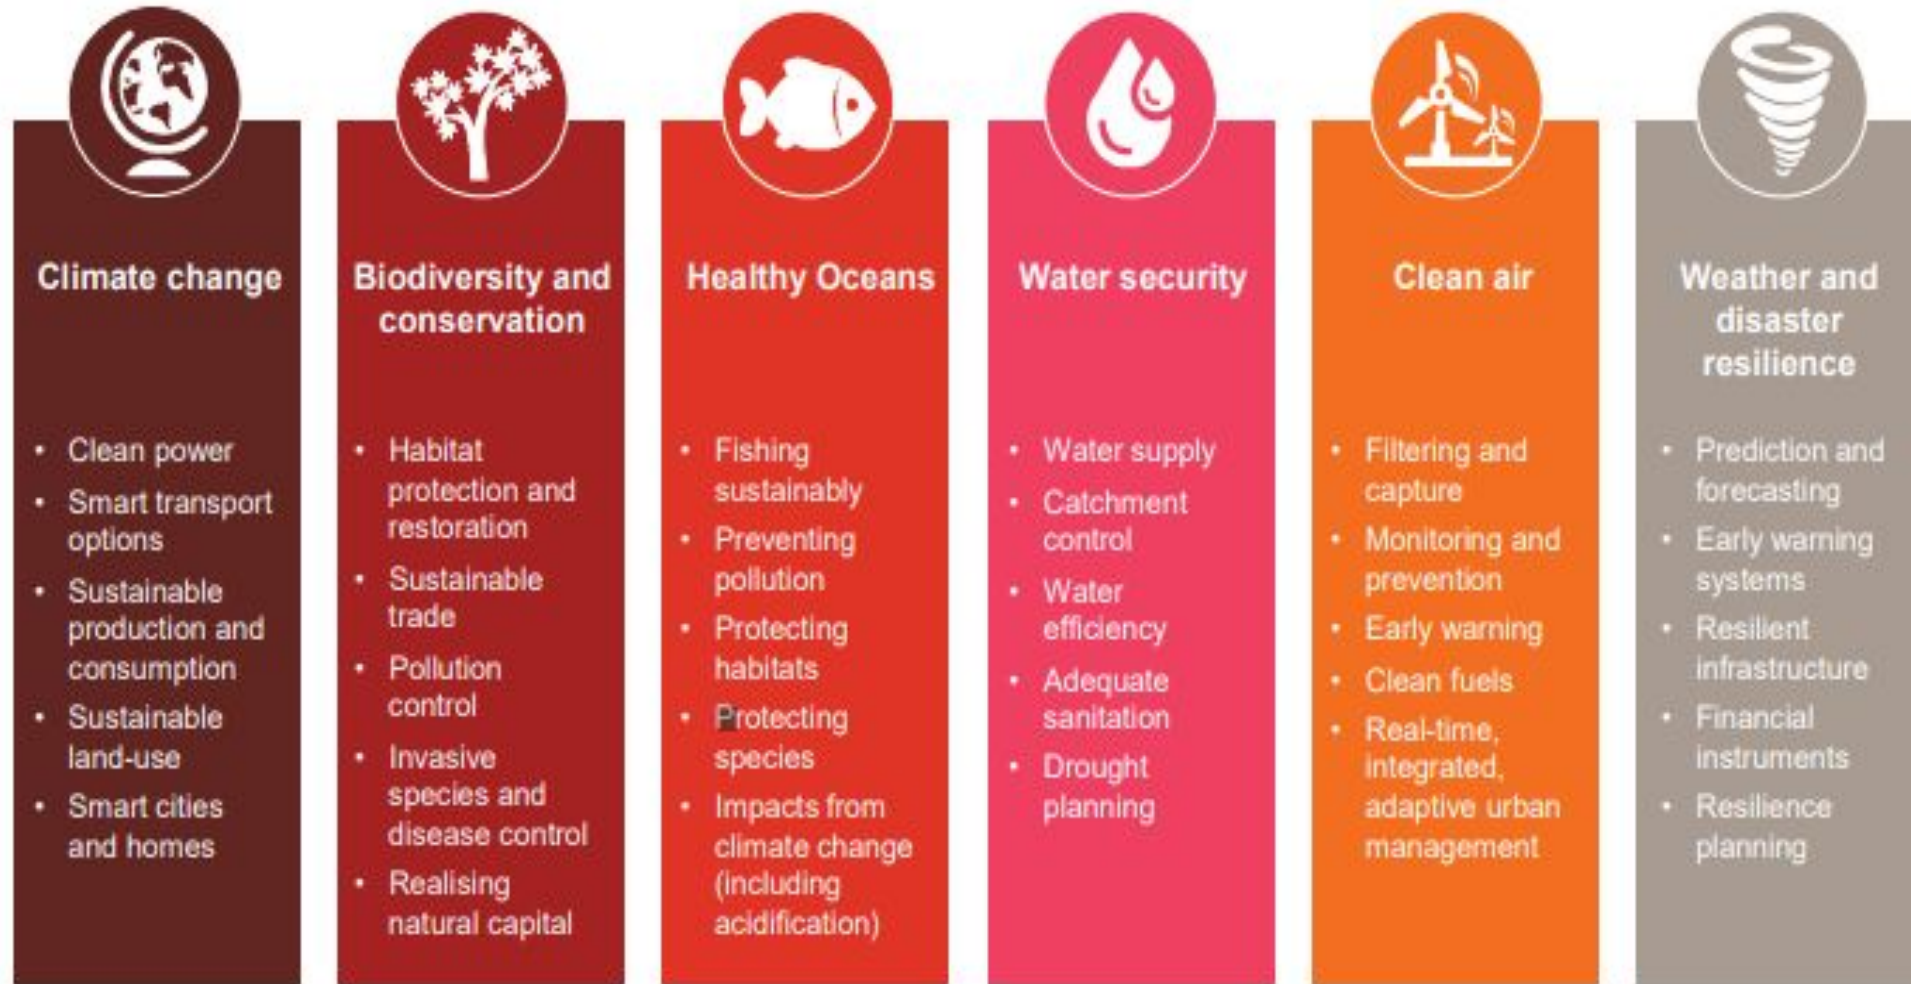 Climate change
• Clean power
• Smart transport
options
• Sustainable
production and
consumption
• Sustainable
land-use
• Smart cities
and homes
Biodiversity and
conservation
• Habitat
protection and
restoration
• Sustainable
trade
• Pollution
control
• Invasive
species and
disease control
• Realising
natural capital
Healthy Oceans
• Fishing
sustainably
• Preventing
pollution
• Protecting
habitats
• Protecting
species
• Impacts from
climate change
(including
acidification)
Water security
• Water supply
• Catchment
control
• Water
efficiency
• Adequate
sanitation
• Drought
planning
Clean air
• Filtering and
capture
• Monitoring and
prevention
• Early warning
• Clean fuels
• Real-time,
integrated,
adaptive urban
management
Weather and
disaster
resilience
• Prediction and
forecasting
• Early warning
systems
• Resilient
infrastructure
• Financial
instruments
• Resilience
planning